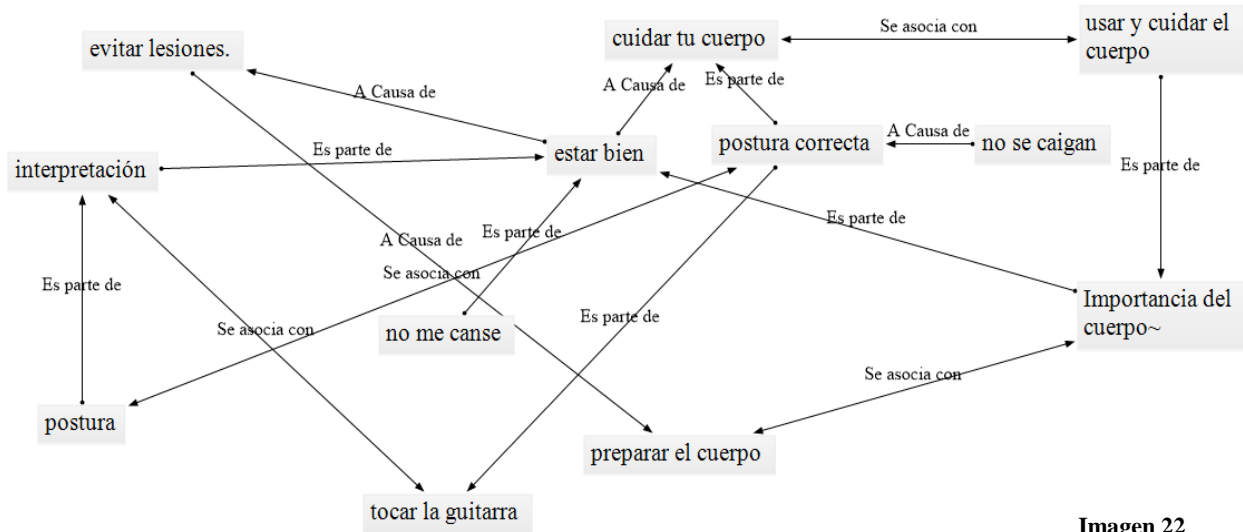 usar y cuidar el
cuerpo
Se asocia con
cuidar tu cuerpo
evitar lesiones.
A Causa de
A Causa de
Es parte de
A Causa de
postura correcta
no se caigan
estar bien
Es parte de
interpretación
Es parte de
Es parte de
Es parte de
A Causa de
Se asocia con
Es parte de
Importancia del
cuerpo~
Es parte de
Se asocia con
no me canse
Se asocia con
postura
preparar el cuerpo
tocar la guitarra
Imagen 22